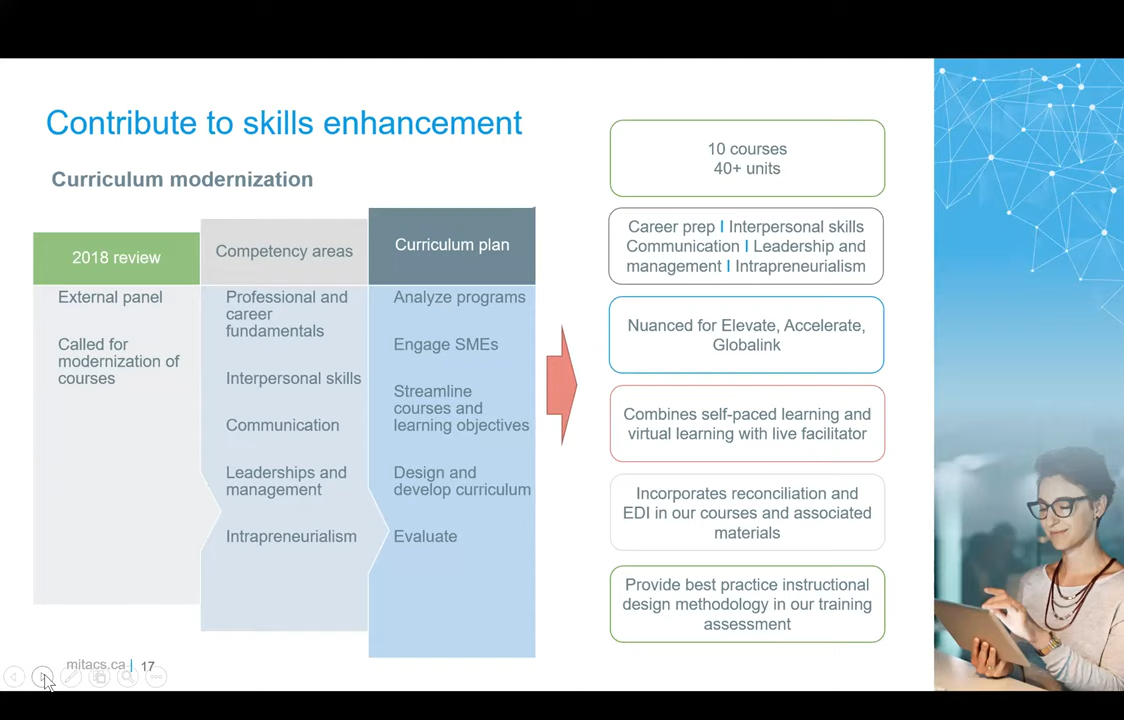 Contribute to skills enhancement
Curriculum modernization
2018 review
External panel
Called for
modernization of
courses
Competency areas
Professional and
career
fundamentals
Interpersonal skills
Communication
Leaderships and
management
Intrapreneurialism
Curriculum plan
Analyze programs
Engage SMEs
Streamline
courses and
learning objectives
Design and
develop curriculum
Evaluate
10 courses
40+ units
Career prep I Interpersonal skills
Communication I Leadership and
management I Intrapreneurialism
Nuanced for Elevate, Accelerate,
Globalink
Combines self-paced learning and
virtual learning with live facilitator
Incorporates reconciliation and
EDI in our courses and associated
materials
Provide best practice instructional
design methodology in our training
assessment
mitacs.ca | 17